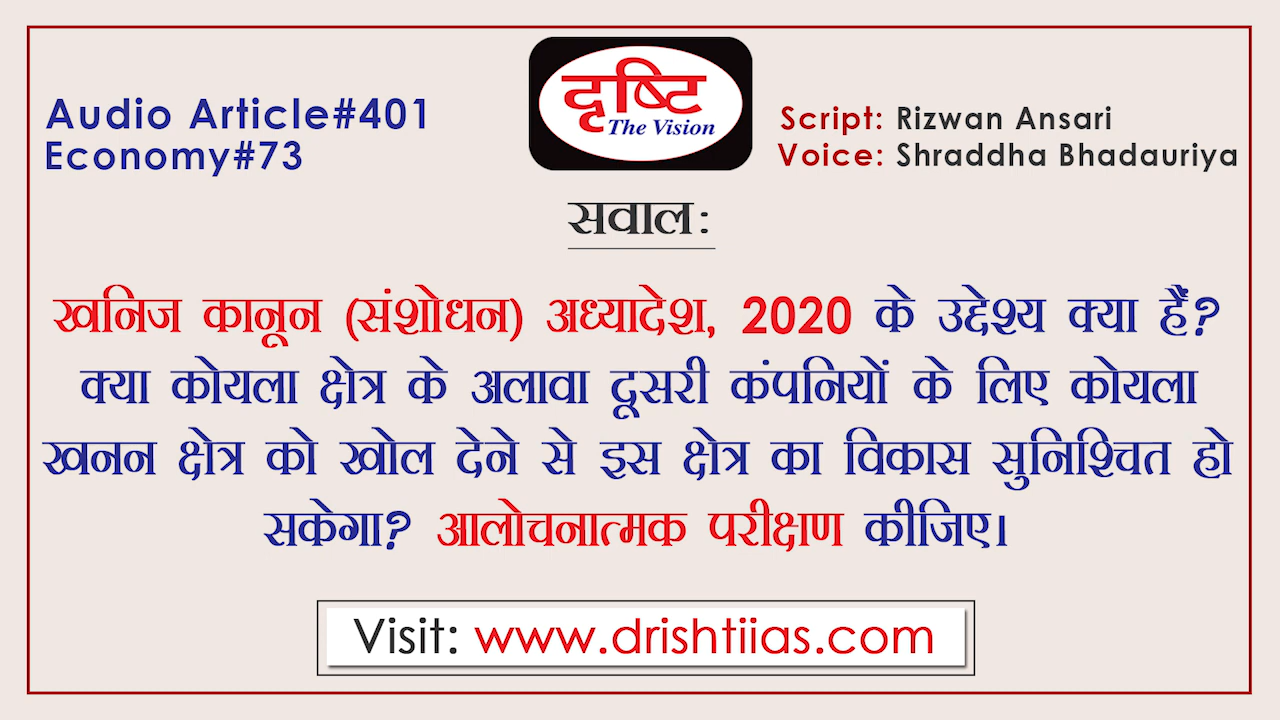 Audio Article#401
Economy#73
दृष्टि
The Vision
Script: Rizwan Ansari
Voice: Shraddha Bhadauriya
सवाल:
खनिज कानून (संशोधन) अध्यादेश, 2020 के उद्देश्य क्या हैं?
क्या कोयला क्षेत्र के अलावा दूसरी कंपनियों के लिए कोयला
खनन क्षेत्र को खोल देने से इस क्षेत्र का विकास सुनिश्चित हो
सकेगा? आलोचनात्मक परीक्षण कीजिए।
Visit: www.drishtiias.com